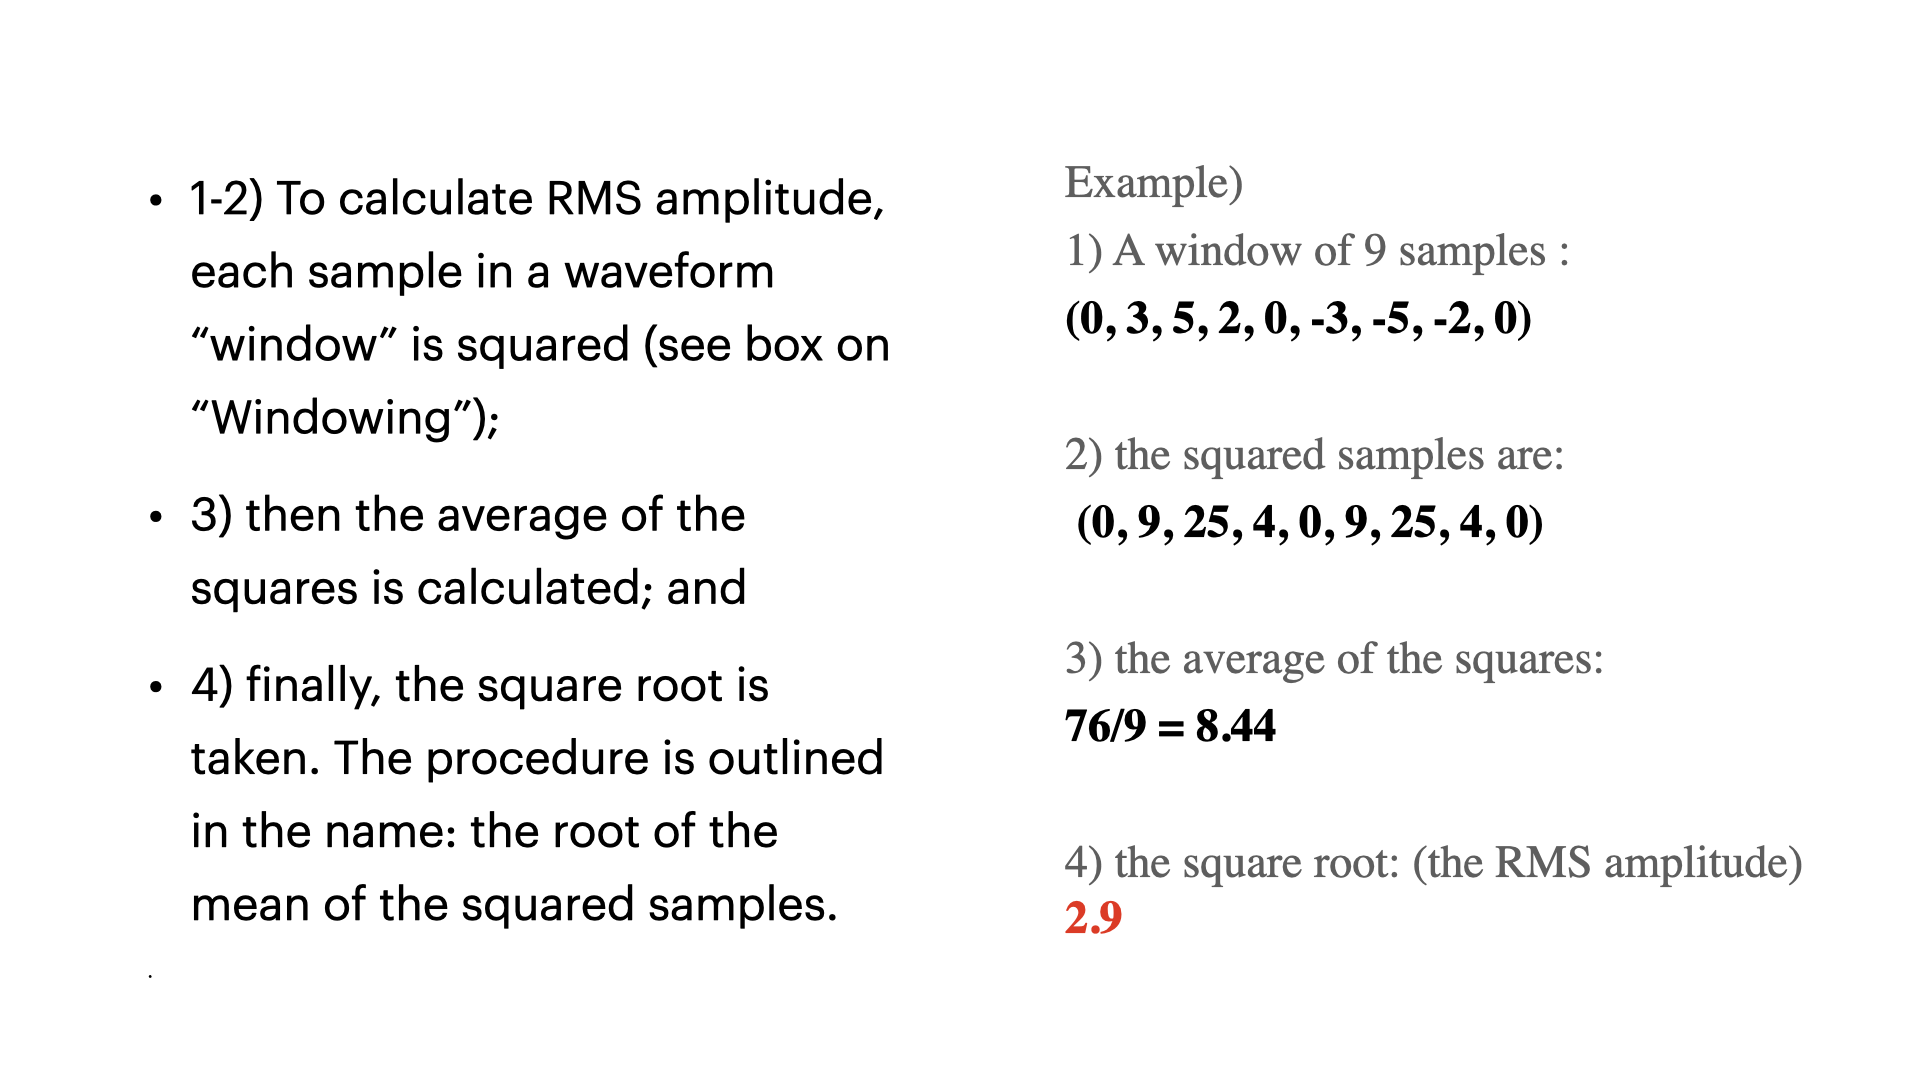 • 1-2) To calculate RMS amplitude,
each sample in a waveform
“window” is squared (see box on
“Windowing”);
• 3) then the average of the
squares is calculated; and
• 4) finally, the square root is
taken. The procedure is outlined
in the name: the root of the
mean of the squared samples.
.
Example)
1) A window of 9 samples :
(0, 3, 5, 2, 0, -3, -5, -2, 0)
2) the squared samples are:
(0, 9, 25, 4, 0, 9, 25, 4, 0)
3) the average of the squares:
76/9 = 8.44
4) the square root: (the RMS amplitude)
2.9